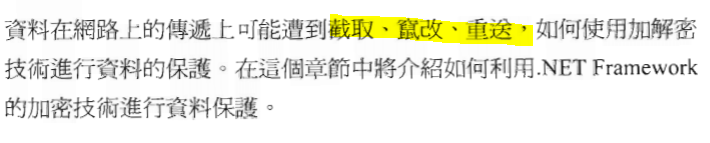 資料在網路上的傳遞上可能遭到截取、竄改、重送，如何使用加解密
技術進行資料的保護。在這個章節中將介紹如何利用.NET Framework
的加密技術進行資料保護。